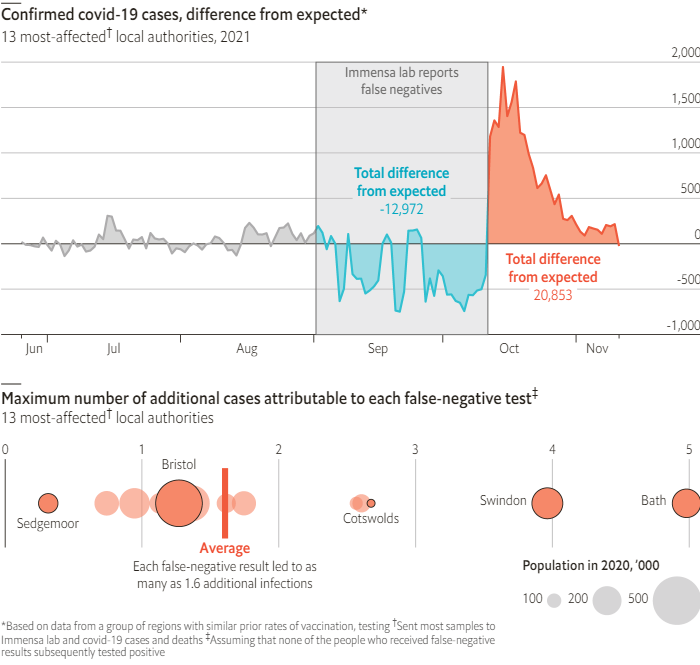 Confirmed covid-19 cases, difference from expected*
13 most-affected† local authorities, 2021
2,000
Immensa lab reports
false negatives
1,500
1,000
Total difference
from expected
-12,972
500
0
Total difference
from expected
20,853
-500
-1,000
Jun Jul Aug Sep Oct Nov
Maximum number of additional cases attributable to each false-negative test‡
13 most-affected† local authorities
0 1 2 3 4 5
Bristol
Swindon Bath
Sedgemoor Cotswolds
Average
Each false-negative result led to as
many as 1.6 additional infections
Population in 2020, ’000
100 200 500
*Based on data from a group of regions with similar prior rates of vaccination, testing †Sent most samples to
Immensa lab and covid-19 cases and deaths ‡Assuming that none of the people who received false-negative
results subsequently tested positive